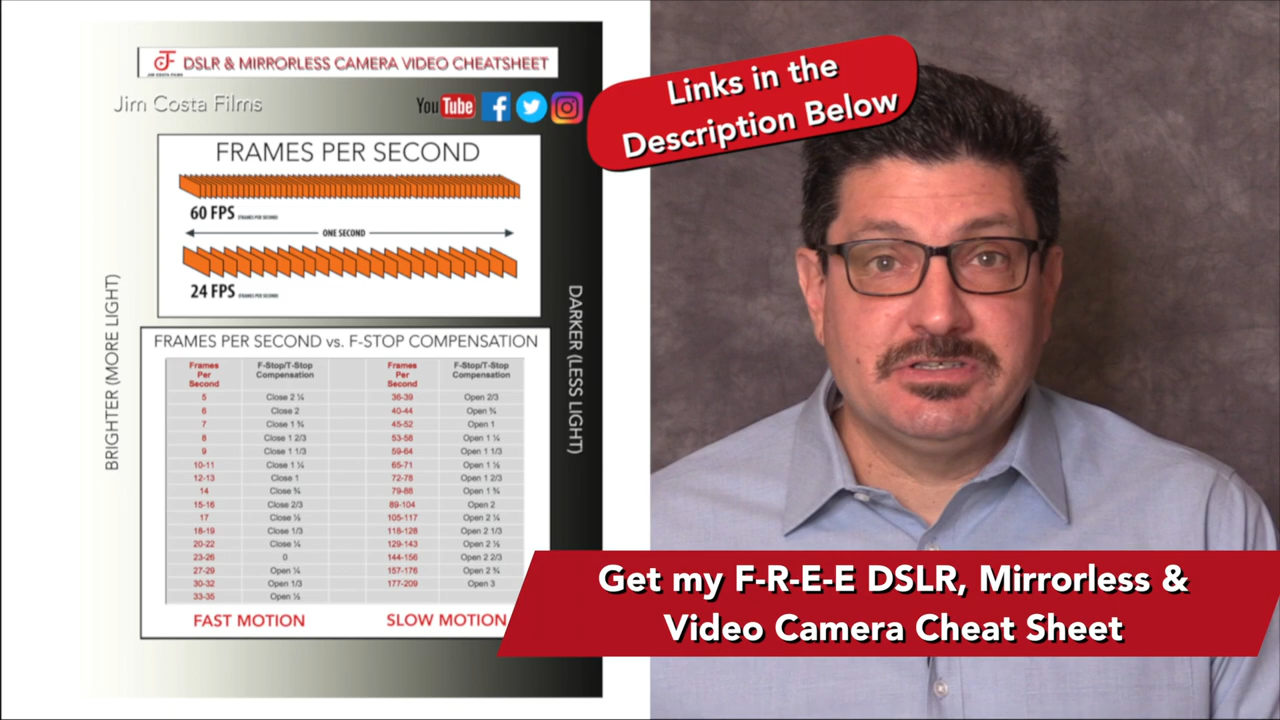 DSLR & MIRRORLESS CAMERA VIDEO CHEATSHEET
JIM COSTA FILMS
Jim Costa Films
YouTube
Links in the
Description Below
FRAMES PER SECOND
60 FPS (FRAMES PER SECOND)
ONE SECOND
24 FPS (FRAMES PER SECOND)
BRIGHTER (MORE LIGHT)
DARKER (LESS LIGHT)
FRAMES PER SECOND vs. F-STOP COMPENSATION
Frames Per Second F-Stop/T-Stop Compensation Frames Per Second F-Stop/T-Stop Compensation
5 Close 2 ¼ 36-39 Open 2/3
6 Close 2 40-44 Open ¾
7 Close 1 ¾ 45-52 Open 1
8 Close 1 2/3 53-58 Open 1 ¼
9 Close 1 1/3 59-64 Open 1 1/3
10-11 Close 1 ¼ 65-71 Open 1 ½
12-13 Close 1 72-78 Open 1 2/3
14 Close ¾ 79-88 Open 1 ¾
15-16 Close 2/3 89-104 Open 2
17 Close ½ 105-117 Open 2 ¼
18-19 Close 1/3 118-128 Open 2 1/3
20-22 Close ¼ 129-143 Open 2 ½
23-26 0 144-156 Open 2 2/3
27-29 Open ¼ 157-176 Open 2 ¾
30-32 Open 1/3 177-209 Open 3
33-35 Open ½
FAST MOTION SLOW MOTION
Get my F-R-E-E DSLR, Mirrorless &
Video Camera Cheat Sheet